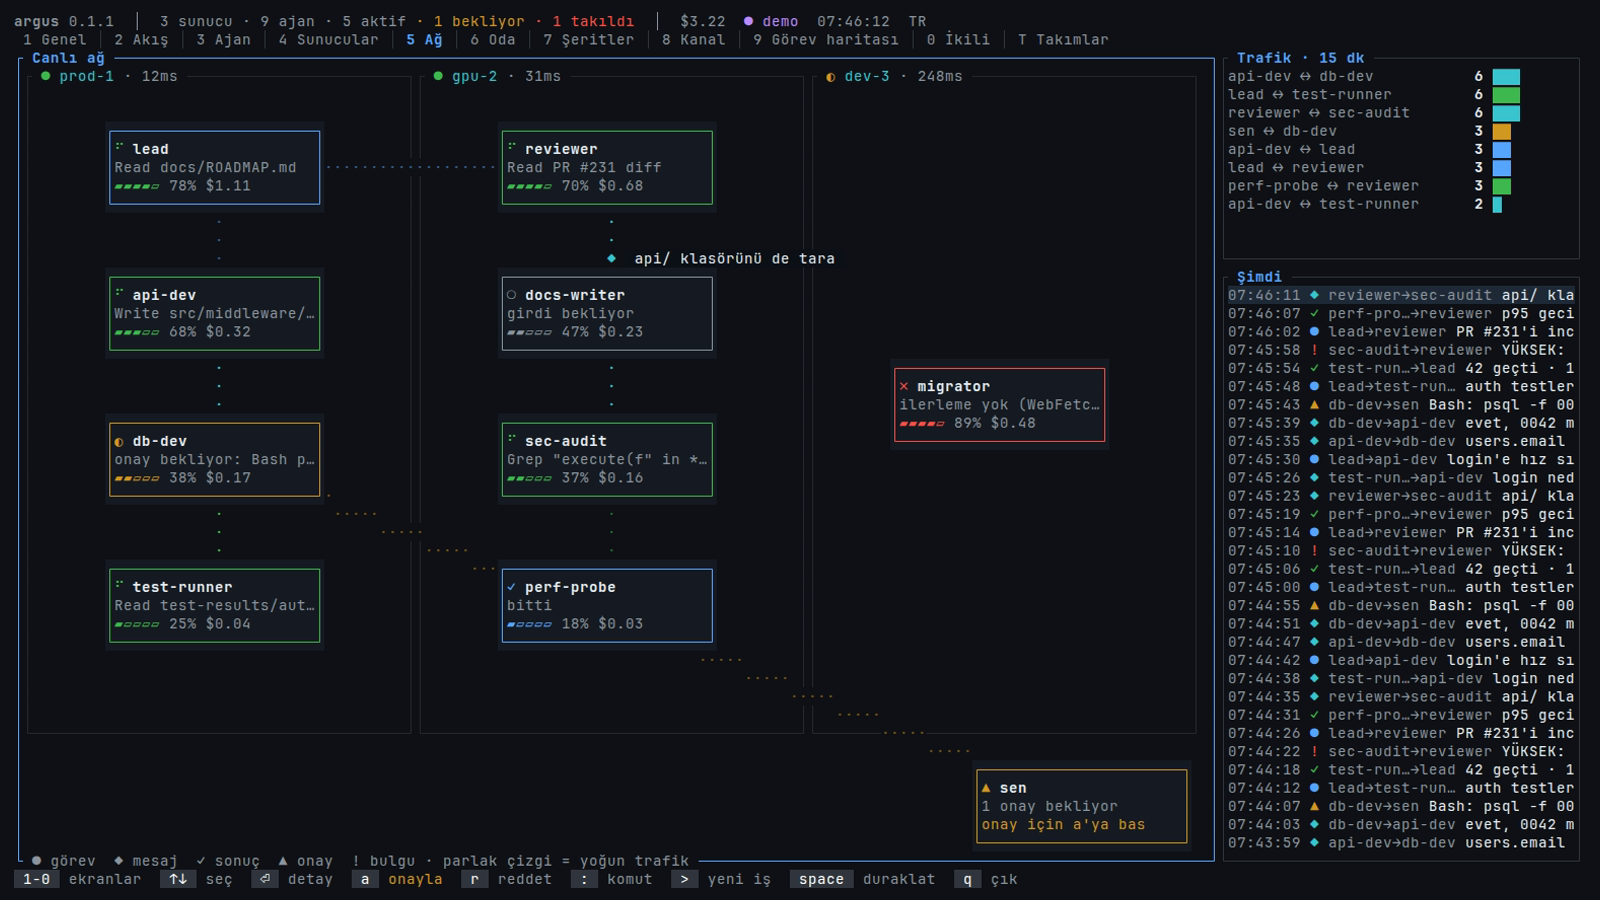 argus 0.1.1 │ 3 sunucu · 9 ajan · 5 aktif · 1 bekliyor · 1 takıldı │ $3.22 ● demo 07:46:12 TR
1 Genel │ 2 Akış │ 3 Ajan │ 4 Sunucular │ 5 Ağ │ 6 Oda │ 7 Şeritler │ 8 Kanal │ 9 Görev haritası │ 0 İkili │ T Takımlar
Canlı ağ
● prod-1 · 12ms
lead
Read docs/ROADMAP.md
78% $1.11
api-dev
Write src/middleware/…
68% $0.32
◐ db-dev
onay bekliyor: Bash p…
38% $0.17
test-runner
Read test-results/aut…
25% $0.04
● gpu-2 · 31ms
reviewer
Read PR #231 diff
70% $0.68
◆ api/ klasörünü de tara
○ docs-writer
girdi bekliyor
47% $0.23
sec-audit
Grep "execute(f" in *…
37% $0.16
✓ perf-probe
bitti
18% $0.03
◐ dev-3 · 248ms
✕ migrator
ilerleme yok (WebFetc…
89% $0.48
▲ sen
1 onay bekliyor
onay için a'ya bas
● görev ◆ mesaj ✓ sonuç ▲ onay ! bulgu · parlak çizgi = yoğun trafik
Trafik · 15 dk
api-dev ↔ db-dev 6
lead ↔ test-runner 6
reviewer ↔ sec-audit 6
sen ↔ db-dev 3
api-dev ↔ lead 3
lead ↔ reviewer 3
perf-probe ↔ reviewer 3
api-dev ↔ test-runner 2
Şimdi
07:46:11 ◆ reviewer→sec-audit api/ kla
07:46:07 ✓ perf-pro…→reviewer p95 geci
07:46:02 ● lead→reviewer PR #231'i inc
07:45:58 ! sec-audit→reviewer YÜKSEK:
07:45:54 ✓ test-run…→lead 42 geçti · 1
07:45:48 ● lead→test-run… auth testler
07:45:43 ▲ db-dev→sen Bash: psql -f 00
07:45:39 ◆ db-dev→api-dev evet, 0042 m
07:45:35 ◆ api-dev→db-dev users.email
07:45:30 ● lead→api-dev login'e hız sı
07:45:26 ◆ test-run…→api-dev login ned
07:45:23 ◆ reviewer→sec-audit api/ kla
07:45:19 ✓ perf-pro…→reviewer p95 geci
07:45:14 ● lead→reviewer PR #231'i inc
07:45:10 ! sec-audit→reviewer YÜKSEK:
07:45:06 ✓ test-run…→lead 42 geçti · 1
07:45:00 ● lead→test-run… auth testler
07:44:55 ▲ db-dev→sen Bash: psql -f 00
07:44:51 ◆ db-dev→api-dev evet, 0042 m
07:44:47 ◆ api-dev→db-dev users.email
07:44:42 ● lead→api-dev login'e hız sı
07:44:38 ◆ test-run…→api-dev login ned
07:44:35 ◆ reviewer→sec-audit api/ kla
07:44:31 ✓ perf-pro…→reviewer p95 geci
07:44:26 ● lead→reviewer PR #231'i inc
07:44:22 ! sec-audit→reviewer YÜKSEK:
07:44:18 ✓ test-run…→lead 42 geçti · 1
07:44:12 ● lead→test-run… auth testler
07:44:07 ▲ db-dev→sen Bash: psql -f 00
07:44:03 ◆ db-dev→api-dev evet, 0042 m
07:43:59 ◆ api-dev→db-dev users.email
1-0 ekranlar ↑↓ seç ⏎ detay a onayla r reddet : komut > yeni iş space duraklat q çık